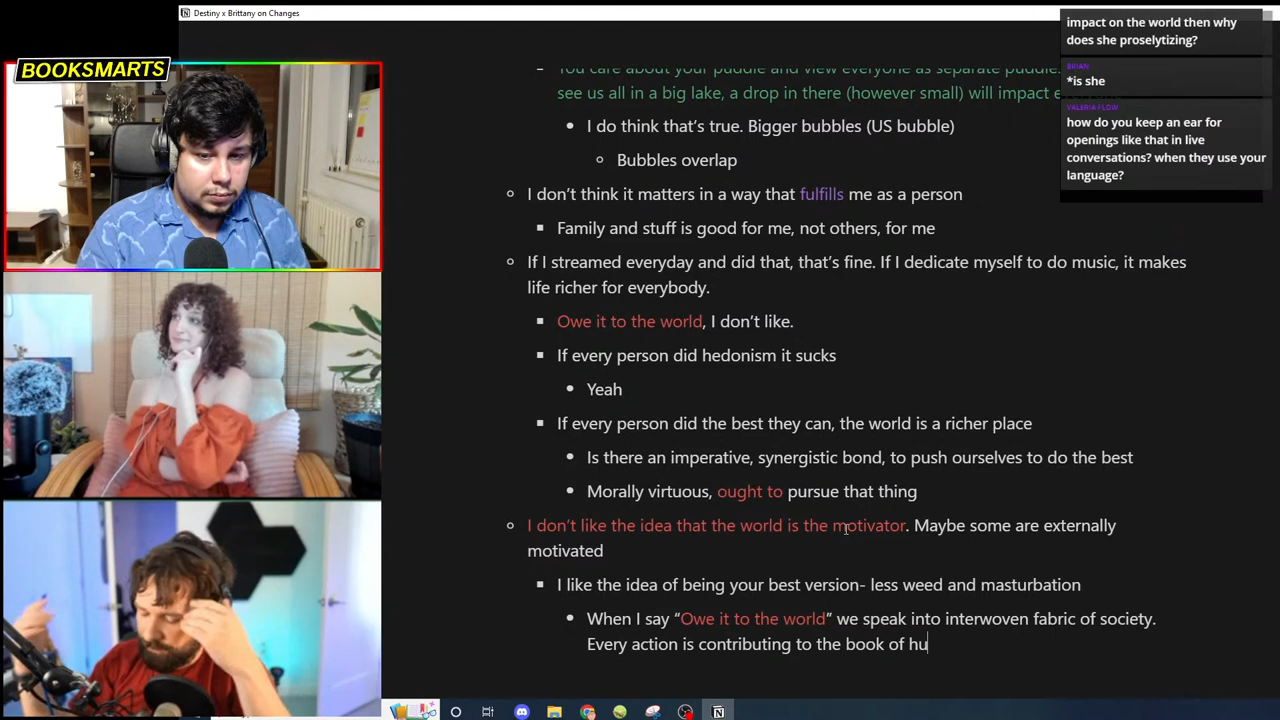 Destiny x Brittany on Changes
BOOKSMARTS
impact on the world then why
does she proselytizing?
BRIAN
*is she
VALERIA FLOW
how do you keep an ear for
openings like that in live
conversations? when they use your
language?
You care about your puddle and view everyone as separate puddle
see us all in a big lake, a drop in there (however small) will impact e
I do think that's true. Bigger bubbles (US bubble)
Bubbles overlap
I don't think it matters in a way that fulfills me as a person
Family and stuff is good for me, not others, for me
If I streamed everyday and did that, that's fine. If I dedicate myself to do music, it makes
life richer for everybody.
Owe it to the world, I don't like.
If every person did hedonism it sucks
Yeah
If every person did the best they can, the world is a richer place
Is there an imperative, synergistic bond, to push ourselves to do the best
Morally virtuous, ought to pursue that thing
I don't like the idea that the world is the motivator. Maybe some are externally
motivated
I like the idea of being your best version- less weed and masturbation
When I say "Owe it to the world" we speak into interwoven fabric of society.
Every action is contributing to the book of hu